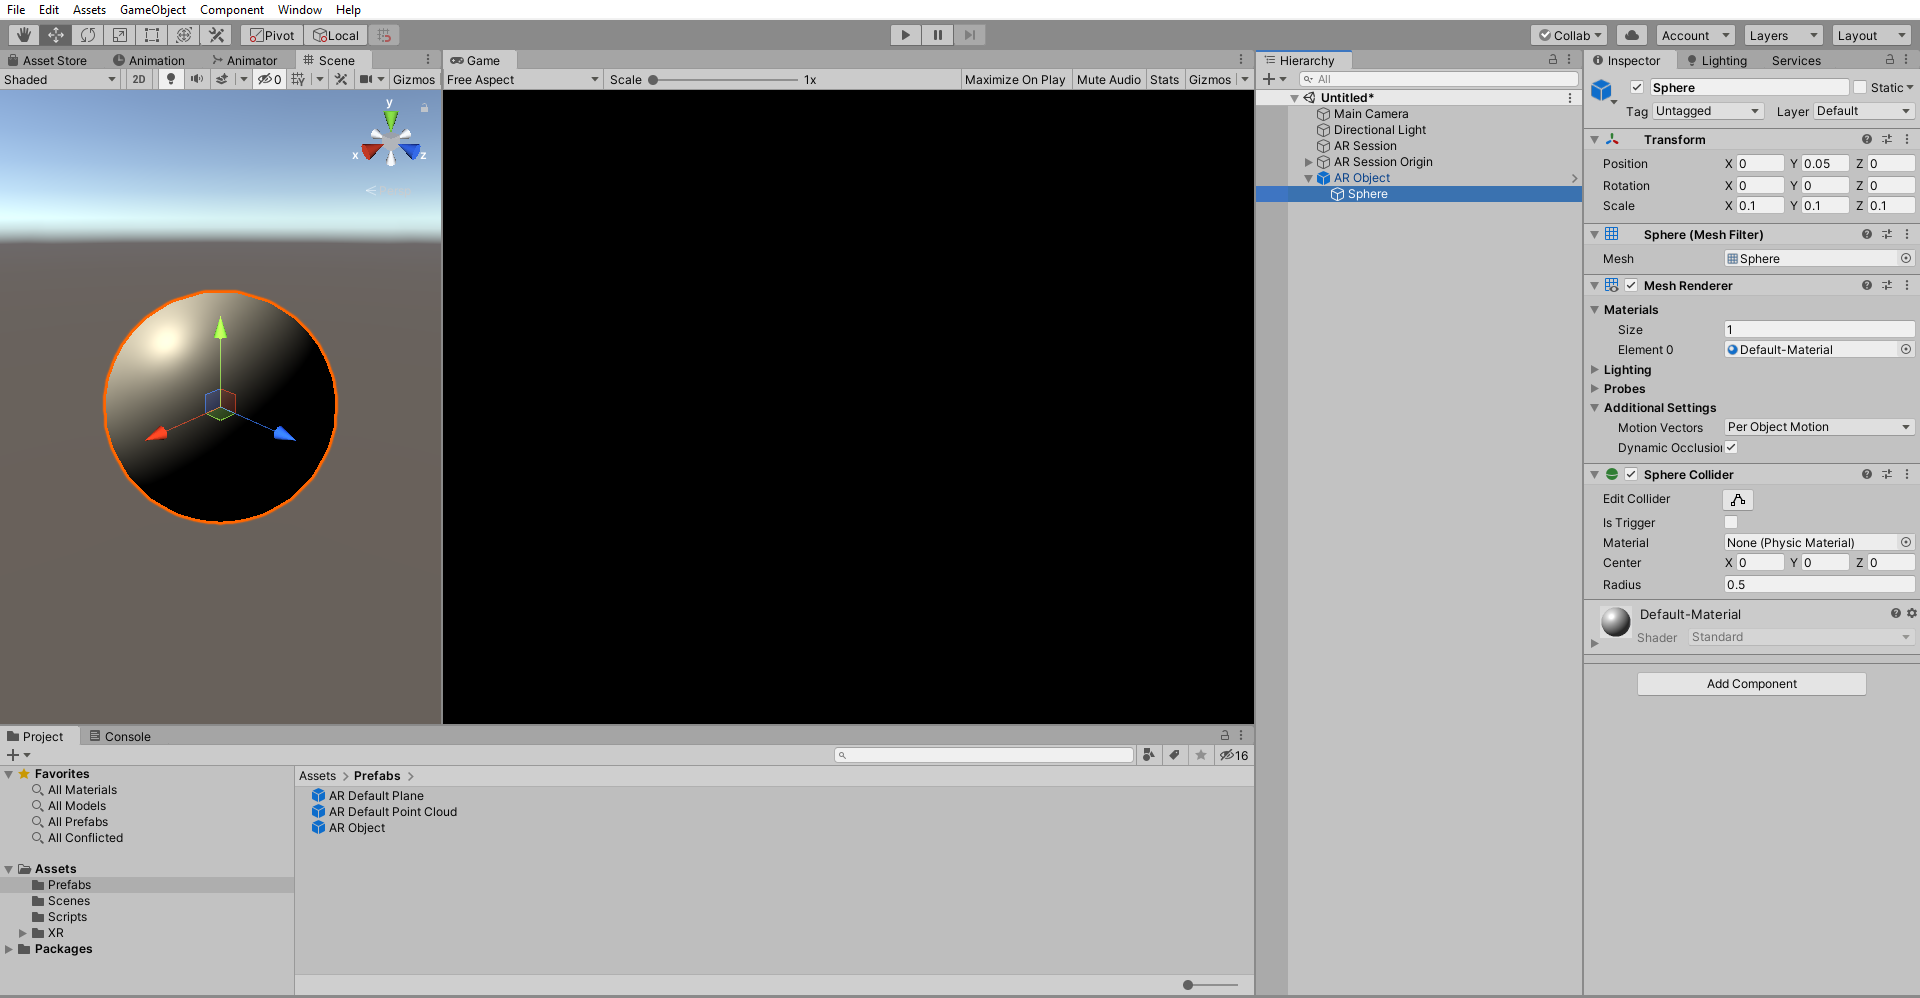 File Edit Assets GameObject Component Window Help
Pivot Local Collab Account Layers Layout
Asset Store Animation Animator Scene
Shaded 2D 0 Gizmos
y
x z
Game
Free Aspect Scale 1x Maximize On Play Mute Audio Stats Gizmos
Hierarchy
All
Untitled*
Main Camera
Directional Light
AR Session
AR Session Origin
AR Object
Sphere
Inspector Lighting Services
Sphere Static
Tag Untagged Layer Default
Transform
Position X 0 Y 0.05 Z 0
Rotation X 0 Y 0 Z 0
Scale X 0.1 Y 0.1 Z 0.1
Sphere (Mesh Filter)
Mesh Sphere
Mesh Renderer
Materials
Size 1
Element 0 Default-Material
Lighting
Probes
Additional Settings
Motion Vectors Per Object Motion
Dynamic Occlusion
Sphere Collider
Edit Collider
Is Trigger
Material None (Physic Material)
Center X 0 Y 0 Z 0
Radius 0.5
Default-Material
Shader Standard
Add Component
Project Console
16
Favorites
All Materials
All Models
All Prefabs
All Conflicted
Assets
Prefabs
Scenes
Scripts
XR
Packages
Assets > Prefabs >
AR Default Plane
AR Default Point Cloud
AR Object